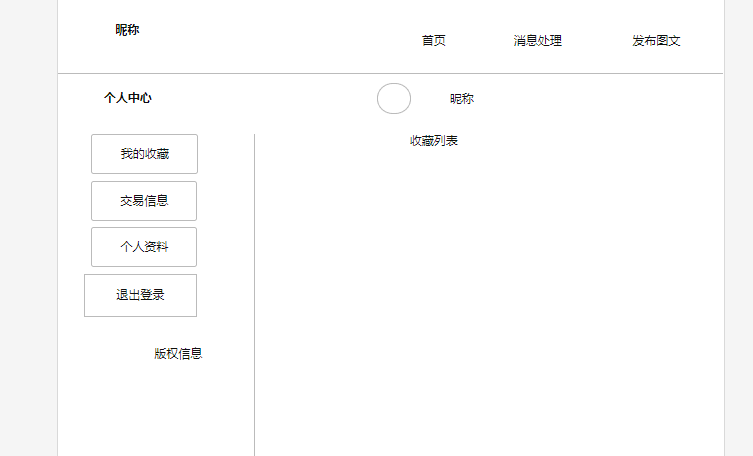 昵称
首页
消息处理
发布图文
个人中心
昵称
收藏列表
我的收藏
交易信息
个人资料
退出登录
版权信息